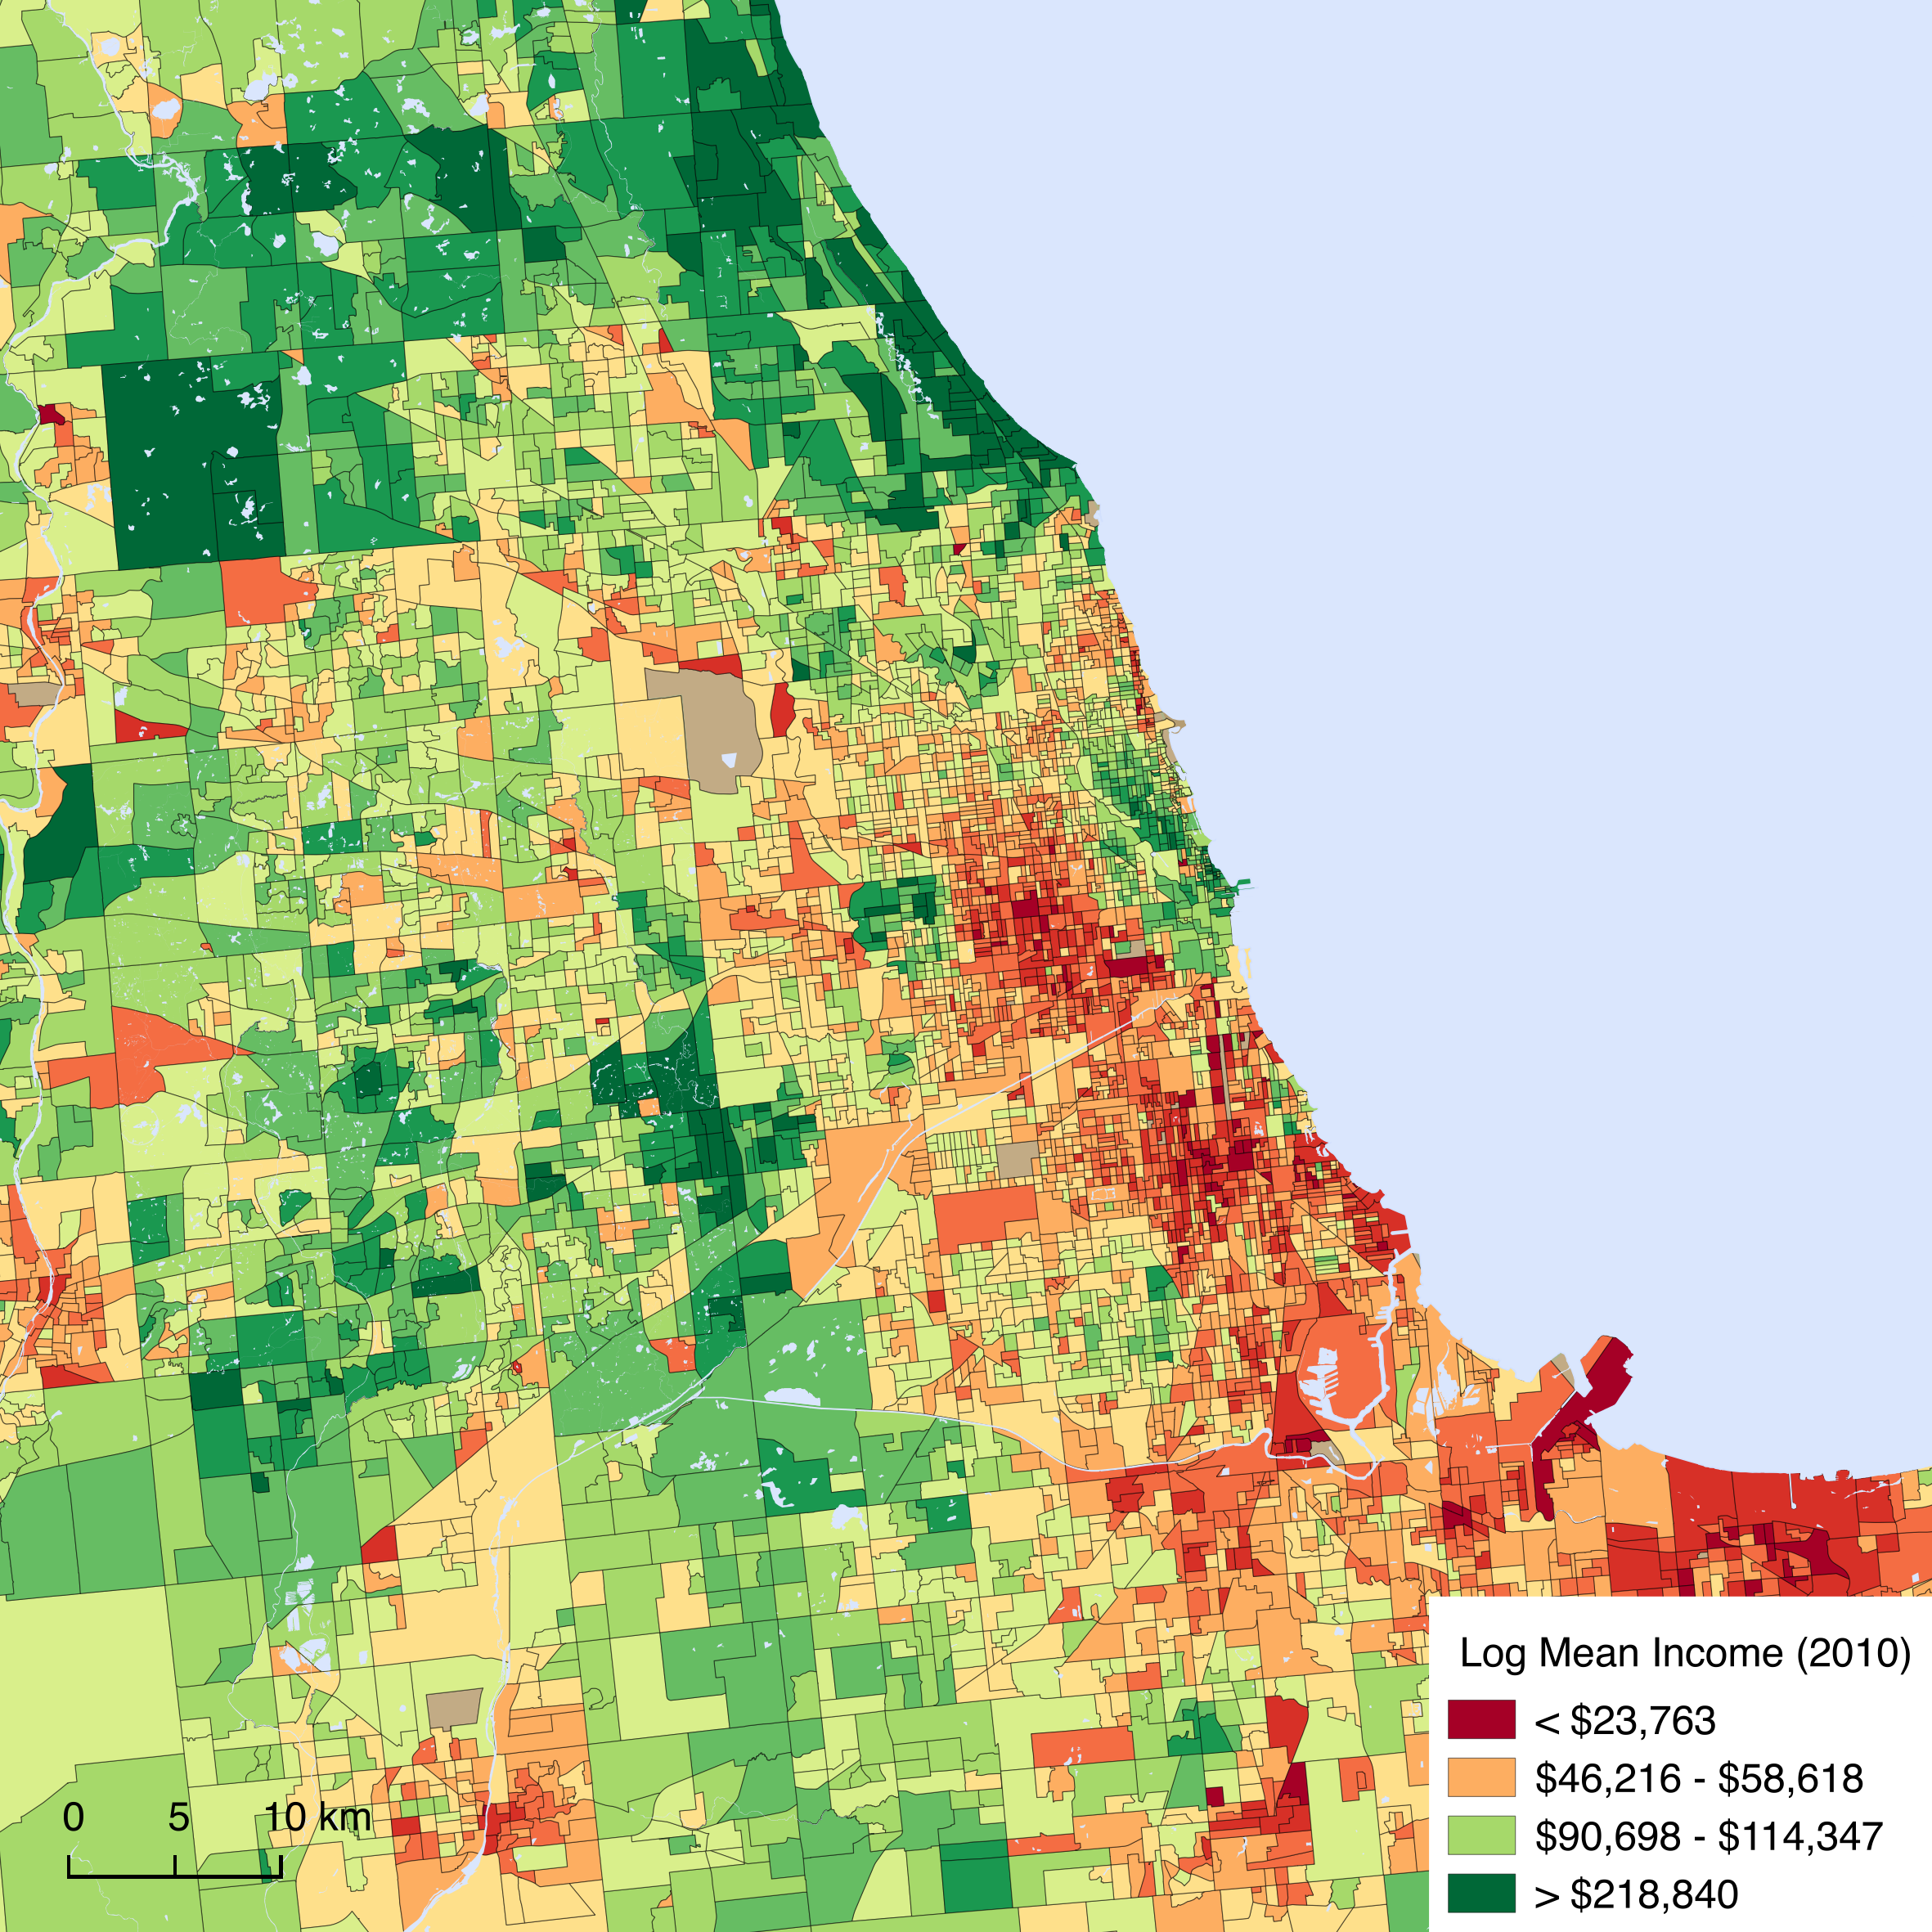 Log Mean Income (2010)
< $23,763
$46,216 - $58,618
$90,698 - $114,347
> $218,840
0 5 10 km